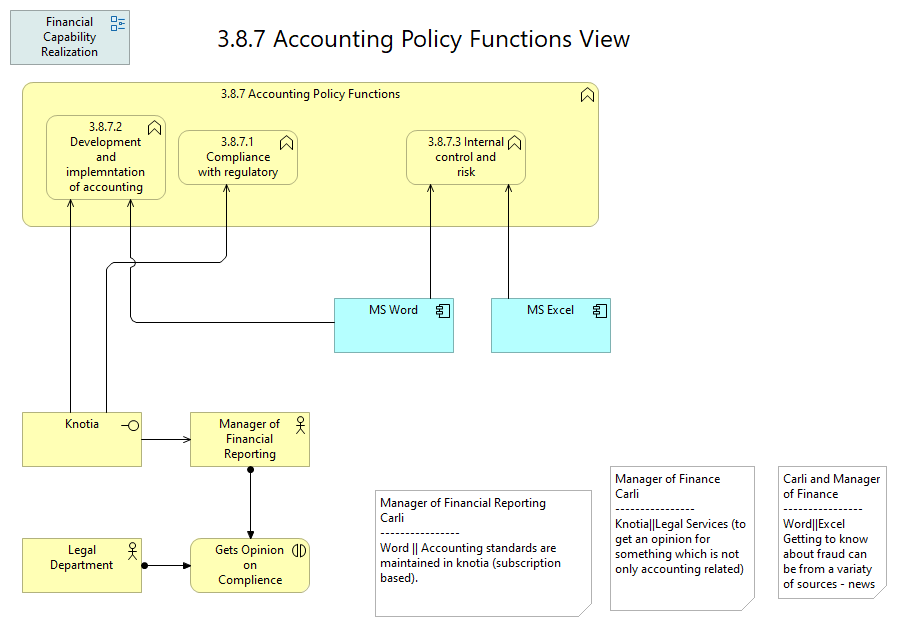 Financial
Capability
Realization
3.8.7 Accounting Policy Functions View
3.8.7 Accounting Policy Functions
3.8.7.2
Development
and
implemntation
of accounting
3.8.7.1
Compliance
with regulatory
3.8.7.3 Internal
control and
risk
MS Word
MS Excel
Knotia
Manager of
Financial
Reporting
Legal
Department
Gets Opinion
on
Complience
Manager of Financial Reporting
Carli
----------------
Word || Accounting standards are
maintained in knotia (subscription
based).
Manager of Finance
Carli
----------------
Knotia||Legal Services (to
get an opinion for
something which is not
only accounting related)
Carli and Manager
of Finance
----------------
Word||Excel
Getting to know
about fraud can
be from a variaty
of sources - news